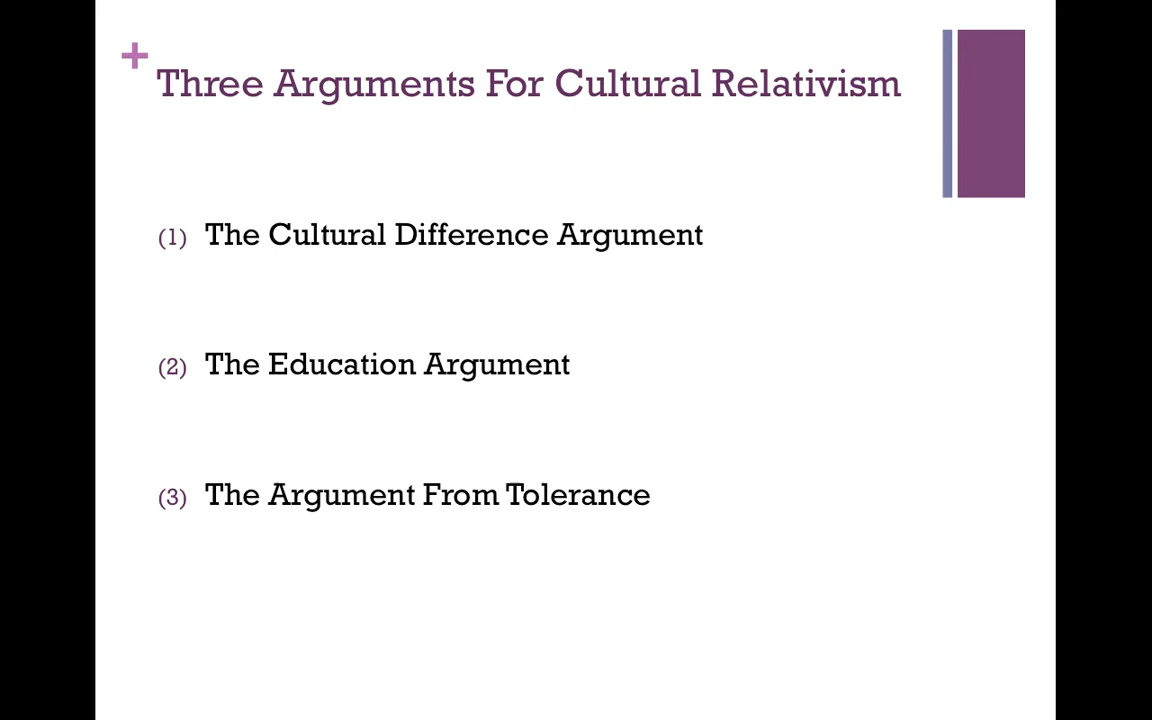 +
Three Arguments For Cultural Relativism
(1) The Cultural Difference Argument
(2) The Education Argument
(3) The Argument From Tolerance